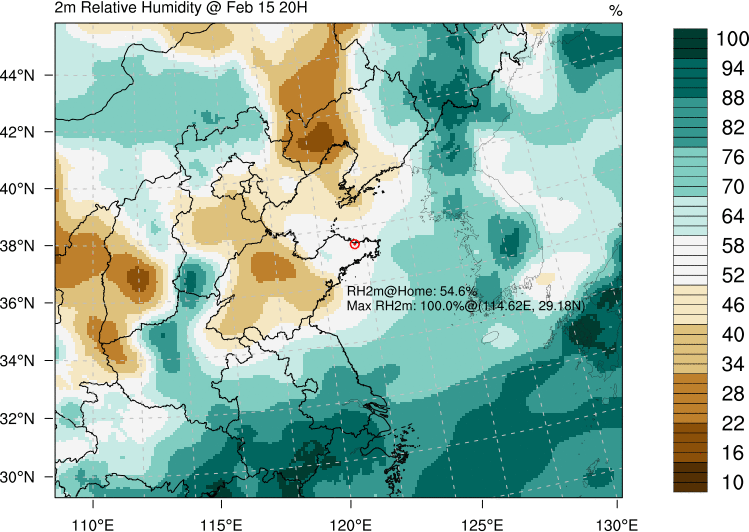 2m Relative Humidity @ Feb 15 20H
%
44°N
42°N
40°N
38°N
36°N
34°N
32°N
30°N
RH2m@Home: 54.6%
Max RH2m: 100.0%@(114.62E, 29.18N)
110°E
115°E
120°E
125°E
130°E
100
94
88
82
76
70
64
58
52
46
40
34
28
22
16
10